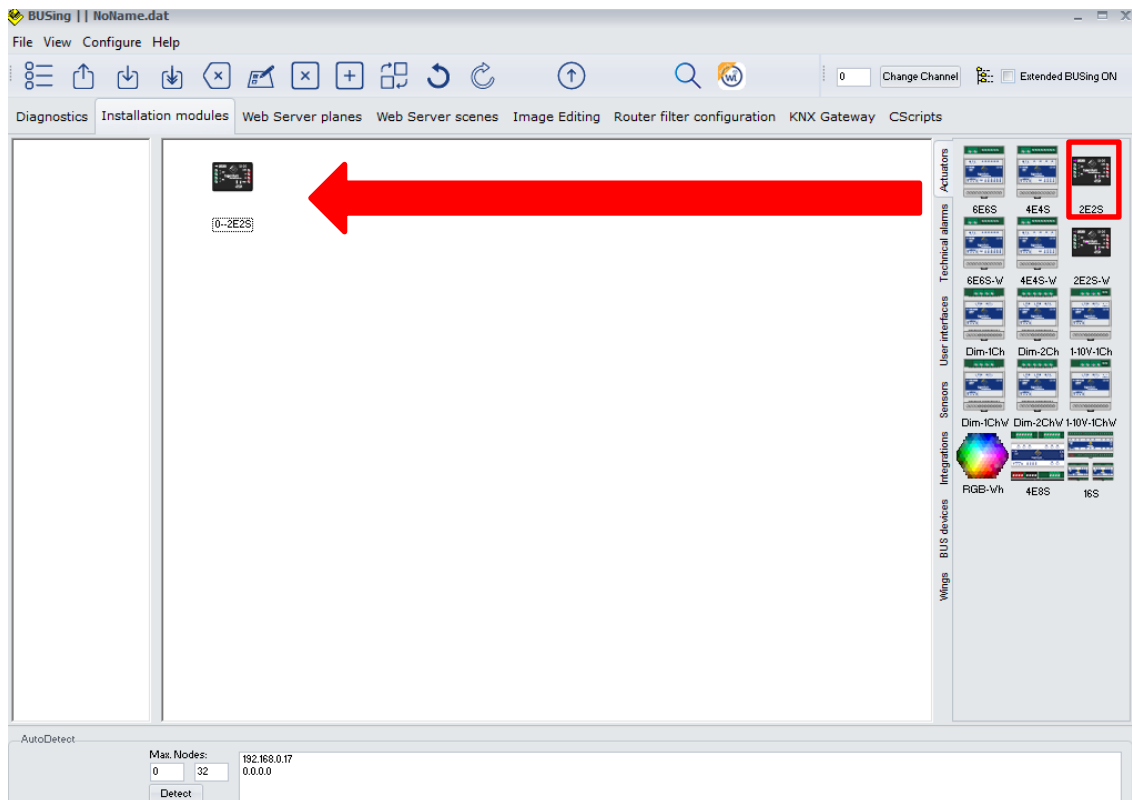 BUSing || NoName.dat
File View Configure Help
0 Change Channel Extended BUSing ON
Diagnostics Installation modules Web Server planes Web Server scenes Image Editing Router filter configuration KNX Gateway CScripts
0--2E2S
Actuators
Technical alarms
User interfaces
Sensors
Integrations
BUS devices
Wings
6E6S 4E4S 2E2S
6E6S-W 4E4S-W 2E2S-W
Dim-1Ch Dim-2Ch 1-10V-1Ch
Dim-1ChW Dim-2ChW 1-10V-1ChW
RGB-Wh 4E8S 16S
AutoDetect
Max. Nodes:
0 32
Detect
192.168.0.17
0.0.0.0